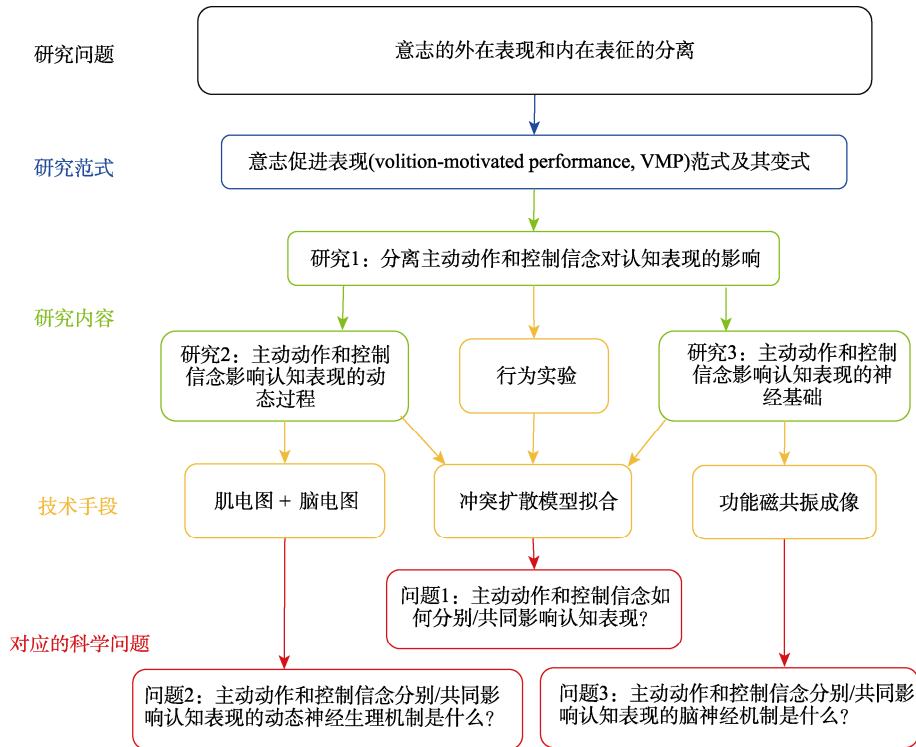 研究问题
意志的外在表现和内在表征的分离
研究范式
意志促进表现(volition-motivated performance, VMP)范式及其变式
研究1：分离主动动作和控制信念对认知表现的影响
研究内容
研究2：主动动作和控制
信念影响认知表现的动
态过程
行为实验
研究3：主动动作和控制
信念影响认知表现的神
经基础
技术手段
肌电图 + 脑电图
冲突扩散模型拟合
功能磁共振成像
问题1：主动动作和控制信念如
何分别/共同影响认知表现？
对应的科学问题
问题2：主动动作和控制信念分别/共同影
响认知表现的动态神经生理机制是什么？
问题3：主动动作和控制信念分别/共同影
响认知表现的脑神经机制是什么？